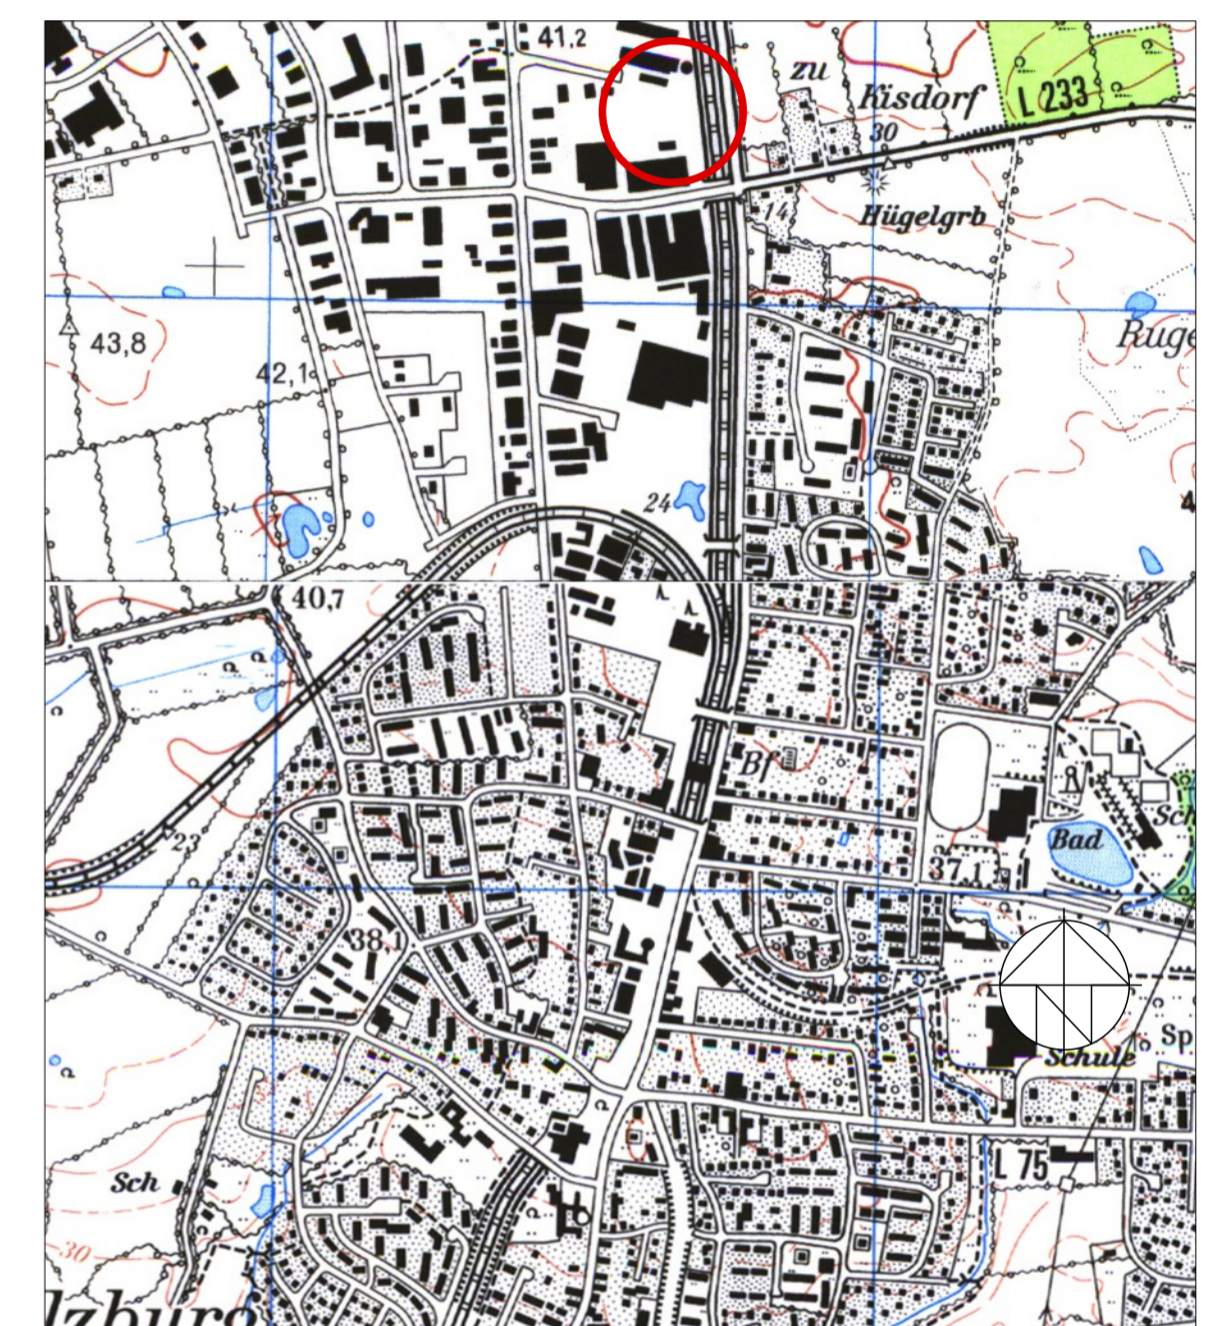 41,2
zu
Kisdorf
L 233
30
Hügelgrb
14
43,8
42,1
24
40,7
Bf
23
Bad
37.1
38,1
Sp
Schule
L 75
Sch
30
lzburg